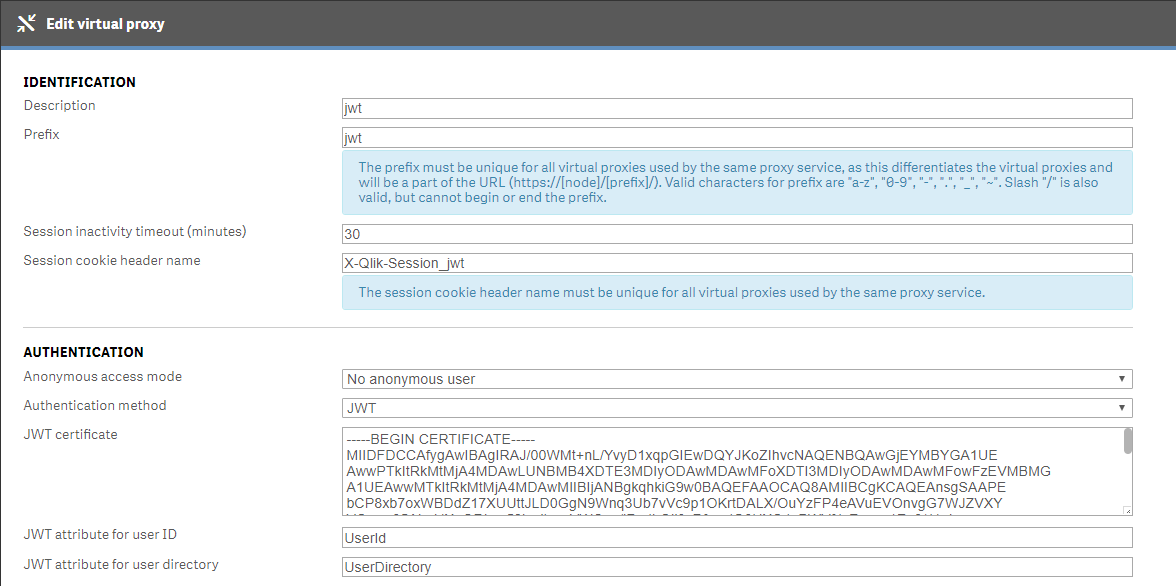 Edit virtual proxy
IDENTIFICATION
Description
jwt
Prefix
jwt
The prefix must be unique for all virtual proxies used by the same proxy service, as this differentiates the virtual proxies and
will be a part of the URL (https://[node]/[prefix]/). Valid characters for prefix are "a-z", "0-9", "-", ".", "_", "~". Slash "/" is also
valid, but cannot begin or end the prefix.
Session inactivity timeout (minutes)
30
Session cookie header name
X-Qlik-Session_jwt
The session cookie header name must be unique for all virtual proxies used by the same proxy service.
AUTHENTICATION
Anonymous access mode
No anonymous user
Authentication method
JWT
JWT certificate
-----BEGIN CERTIFICATE-----
MIIDFDCCAfygAwIBAgIRAJ/00WMt+nL/YvyD1xqpGIEwDQYJKoZIhvcNAQENBQAwGjEYMBYGA1UE
AwwPTkItRkMtMjA4MDAwLUNBMB4XDTE3MDIyODAwMDAwMFoXDTI3MDIyODAwMDAwMFowFzEVMBMG
A1UEAwwMTkItRkMtMjA4MDAwMIIBIjANBgkqhkiG9w0BAQEFAAOCAQ8AMIIBCgKCAQEAnsgSAAPE
bCP8xb7oxWBDdZ17XUUttJLD0GgN9Wnq3Ub7vVc9p1OKrtDALX/OuYzFP4eAVuEVOnvgG7WJZVXY
JWT attribute for user ID
UserId
JWT attribute for user directory
UserDirectory